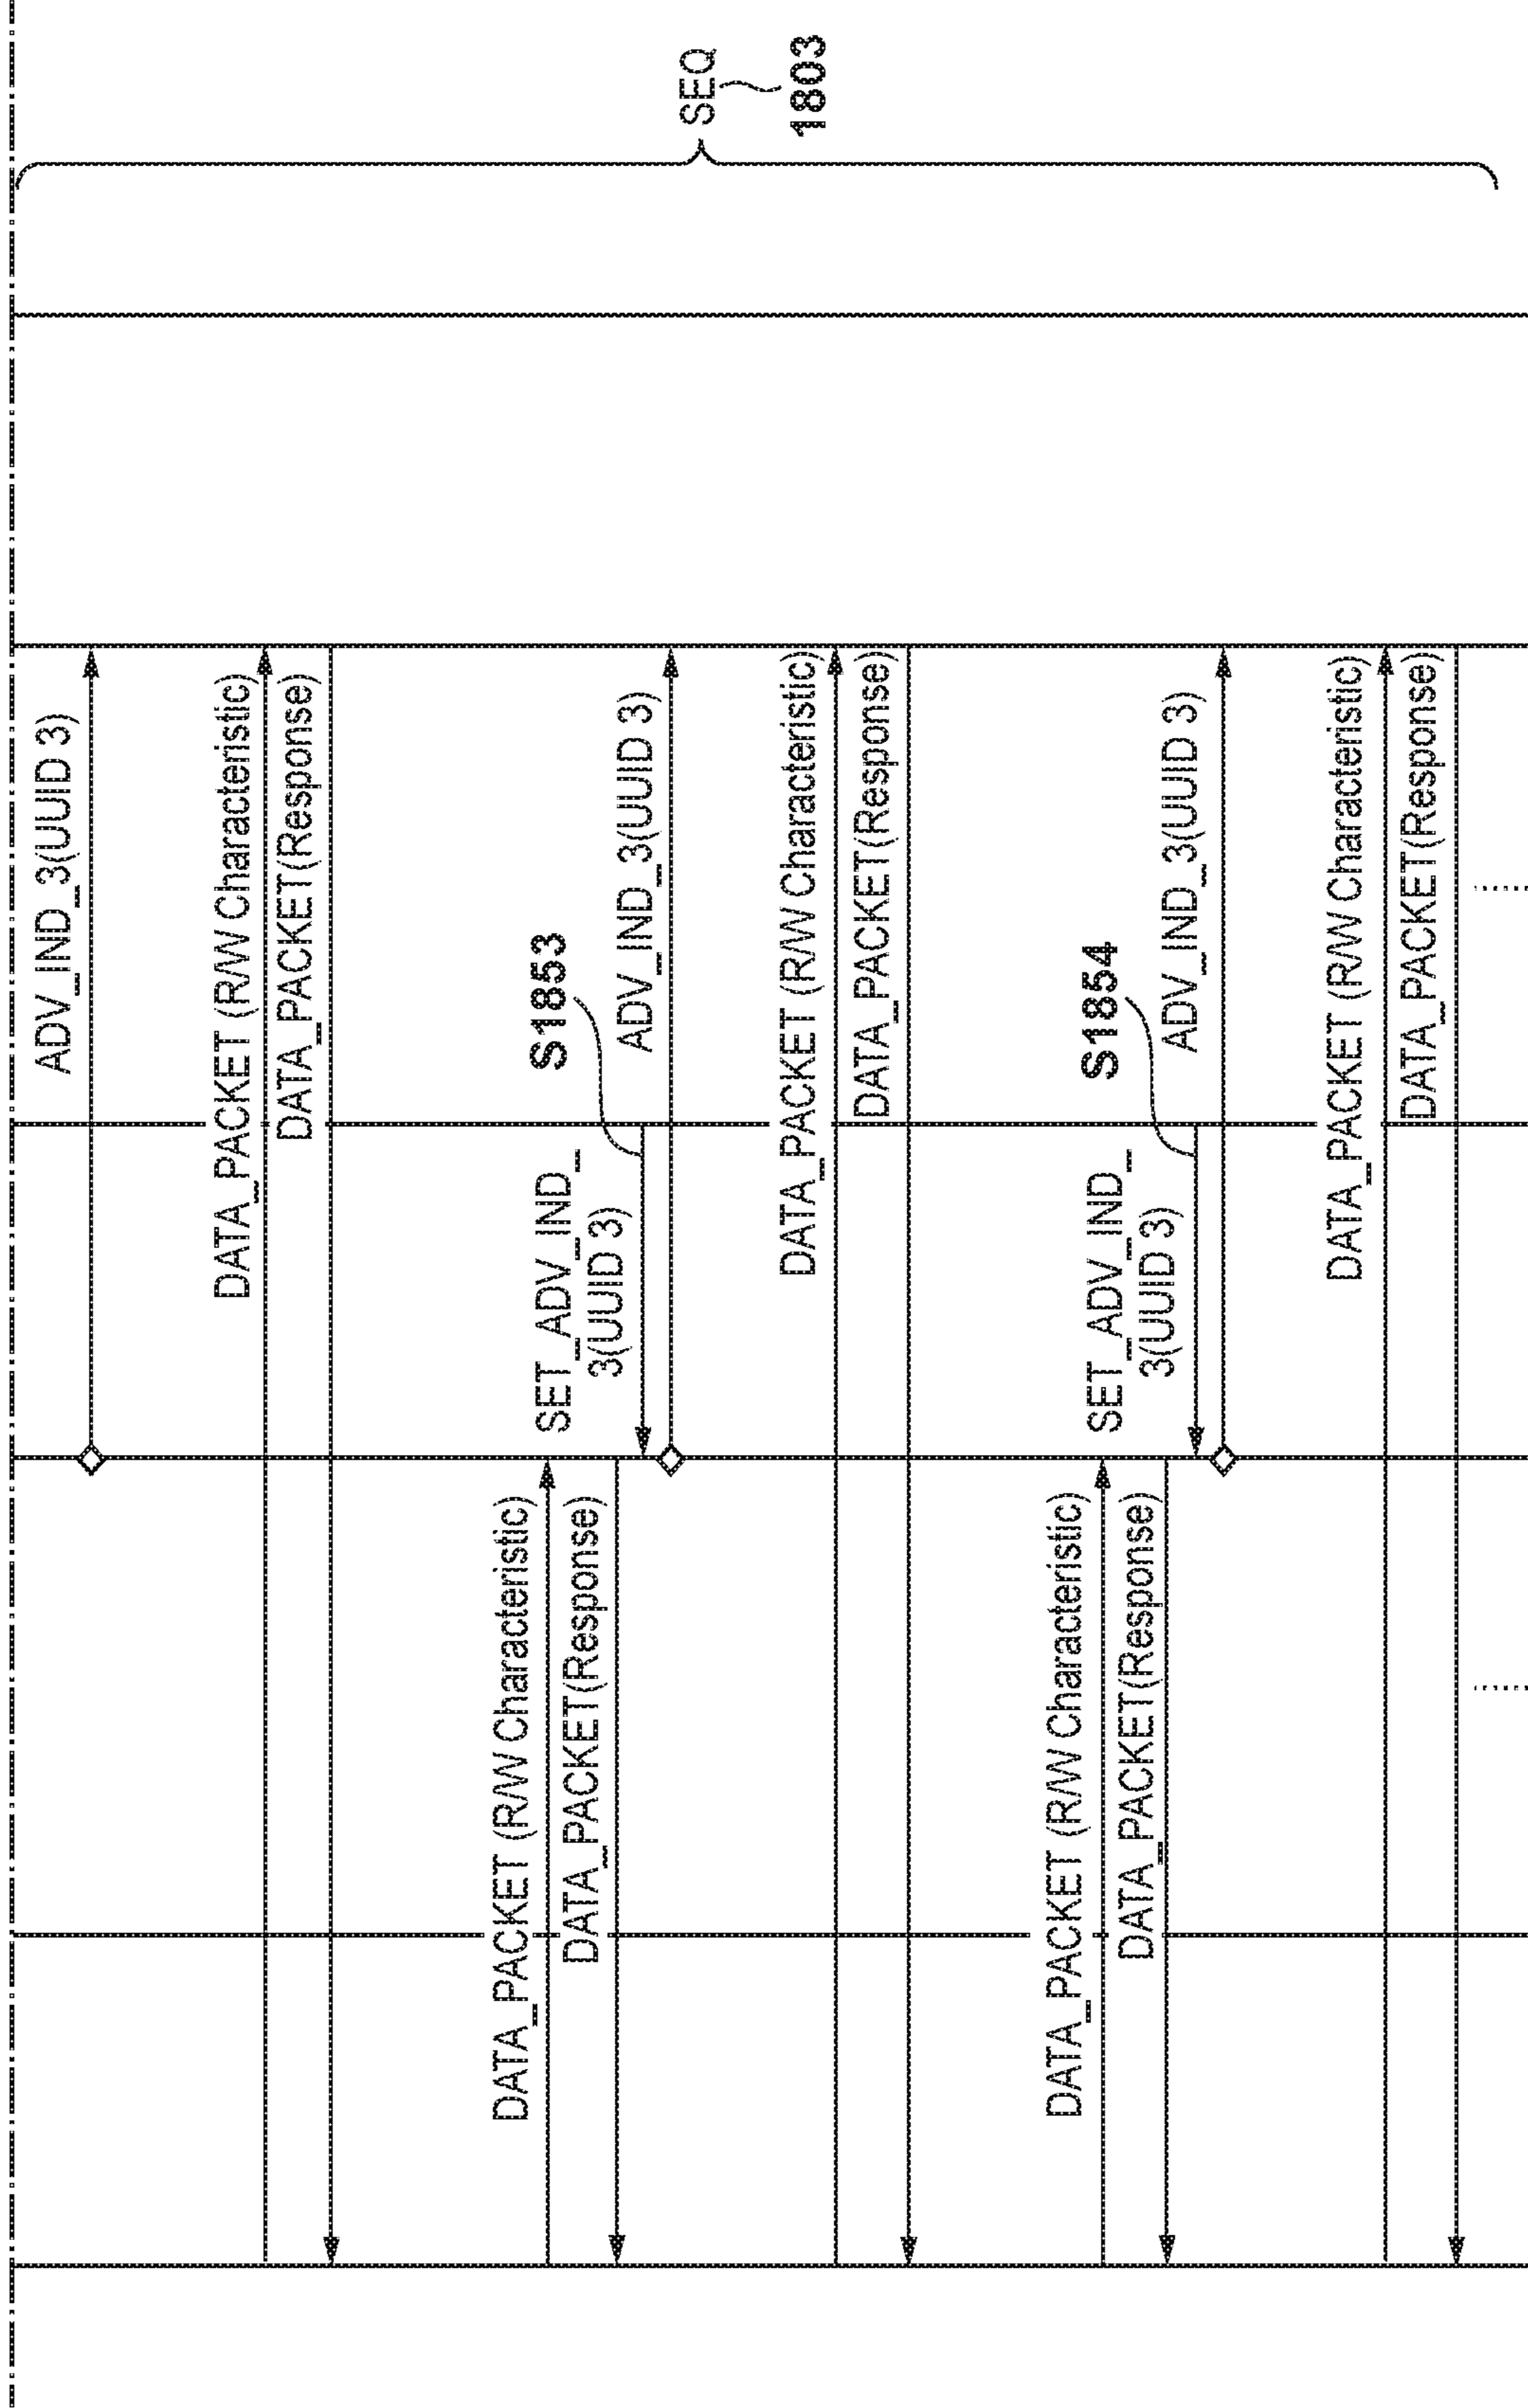 ADV_IND_3(UUID 3)
DATA_PACKET (R/W Characteristic)
DATA_PACKET(Response)
DATA_PACKET (R/W Characteristic)
DATA_PACKET(Response)
SET_ADV_IND_
3(UUID 3)
S1853
ADV_IND_3(UUID 3)
DATA_PACKET (R/W Characteristic)
DATA_PACKET(Response)
DATA_PACKET (R/W Characteristic)
DATA_PACKET(Response)
SET_ADV_IND_
3(UUID 3)
S1854
ADV_IND_3(UUID 3)
DATA_PACKET (R/W Characteristic)
DATA_PACKET(Response)
SEQ
1803